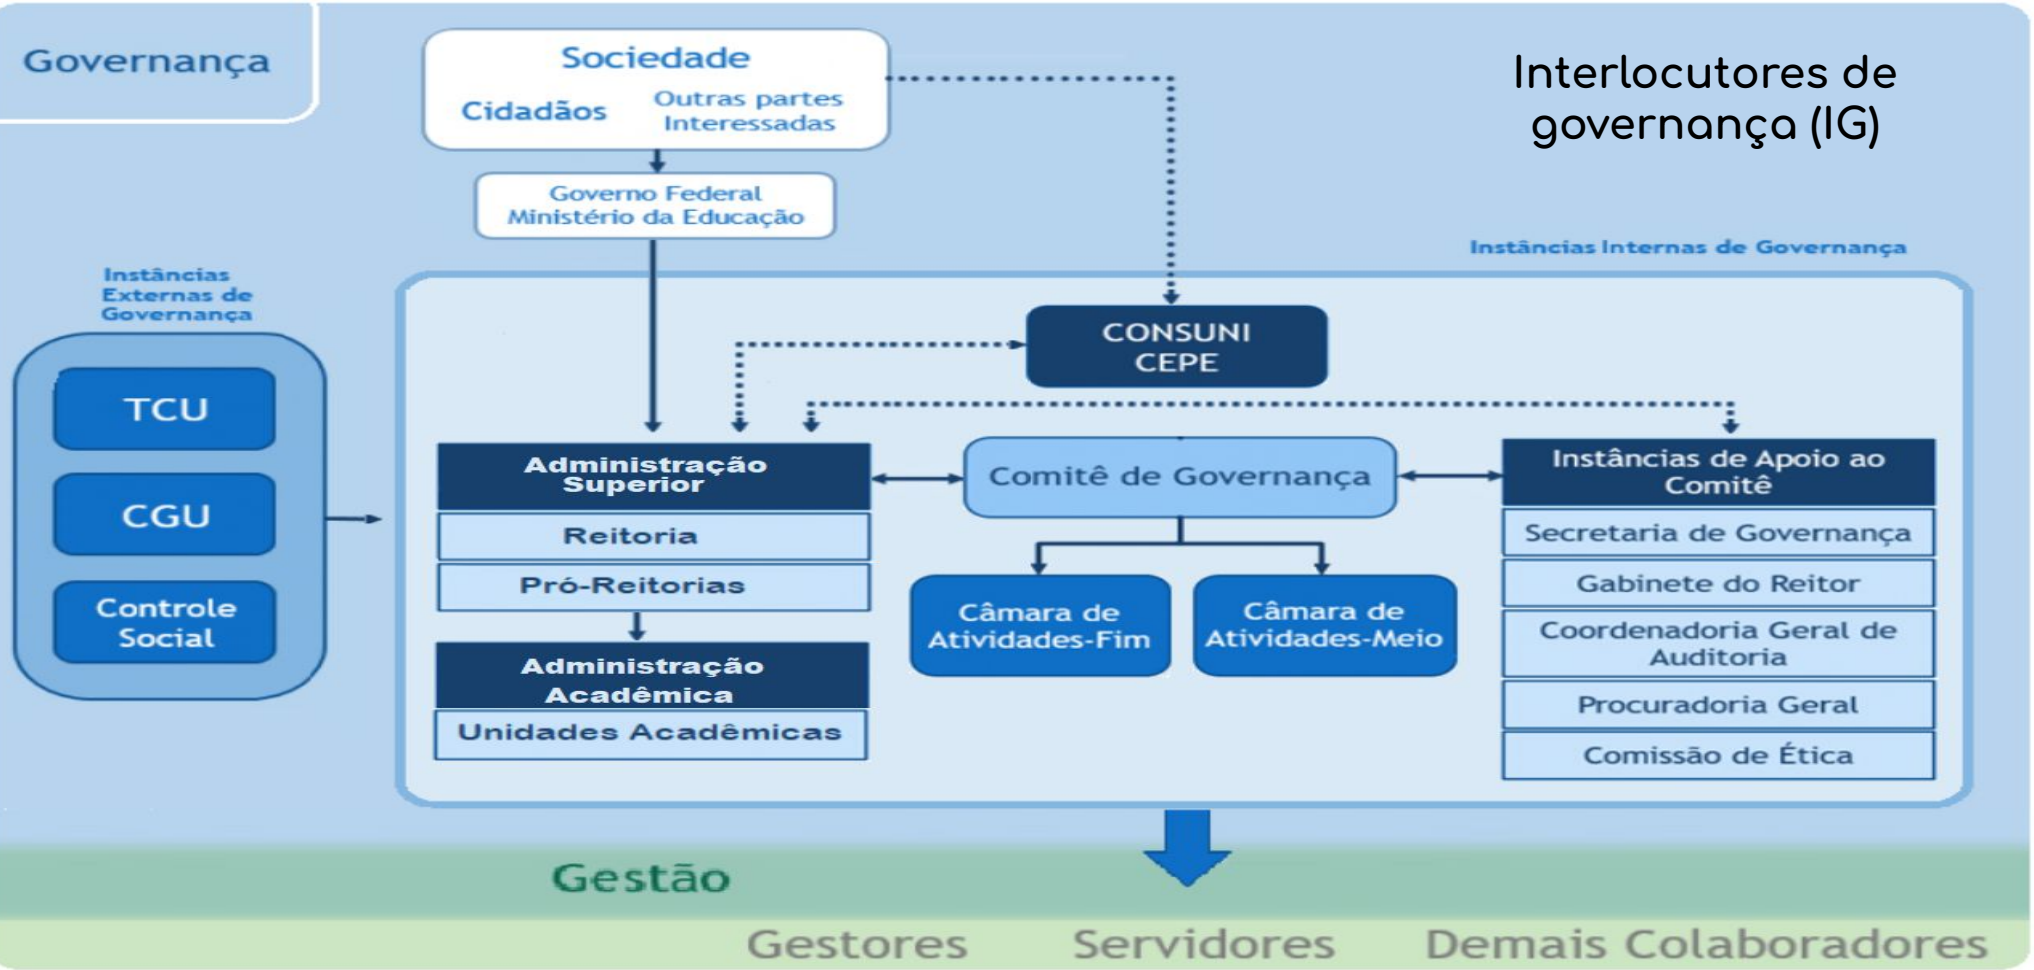 Governança
Sociedade
Cidadãos
Outras partes
Interessadas
Interlocutores de
governança (IG)
Governo Federal
Ministério da Educação
Instâncias Internas de Governança
Instâncias
Externas de
Governança
TCU
CGU
Controle
Social
CONSUNI
CEPE
Administração
Superior
Reitoria
Pró-Reitorias
Administração
Acadêmica
Unidades Acadêmicas
Comitê de Governança
Câmara de
Atividades-Fim
Câmara de
Atividades-Meio
Instâncias de Apoio ao
Comitê
Secretaria de Governança
Gabinete do Reitor
Coordenadoria Geral de
Auditoria
Procuradoria Geral
Comissão de Ética
Gestão
Gestores
Servidores
Demais Colaboradores